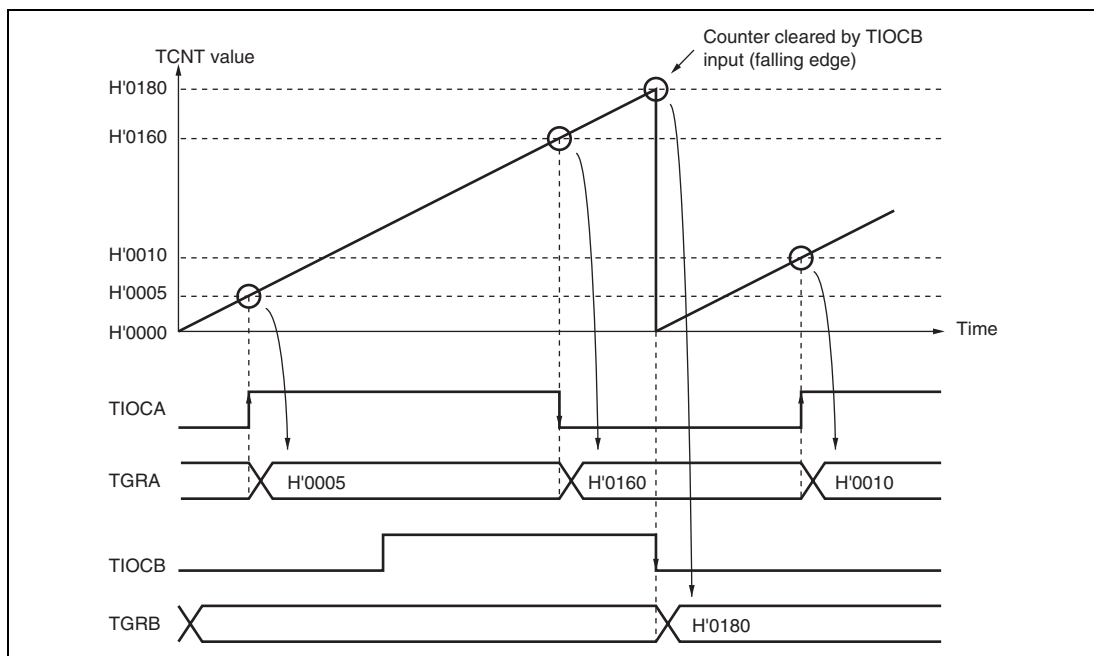 Counter cleared by TIOCB
input (falling edge)
TCNT value
H'0180
H'0160
H'0010
H'0005
H'0000
Time
TIOCA
TGRA
H'0005
H'0160
H'0010
TIOCB
TGRB
H'0180